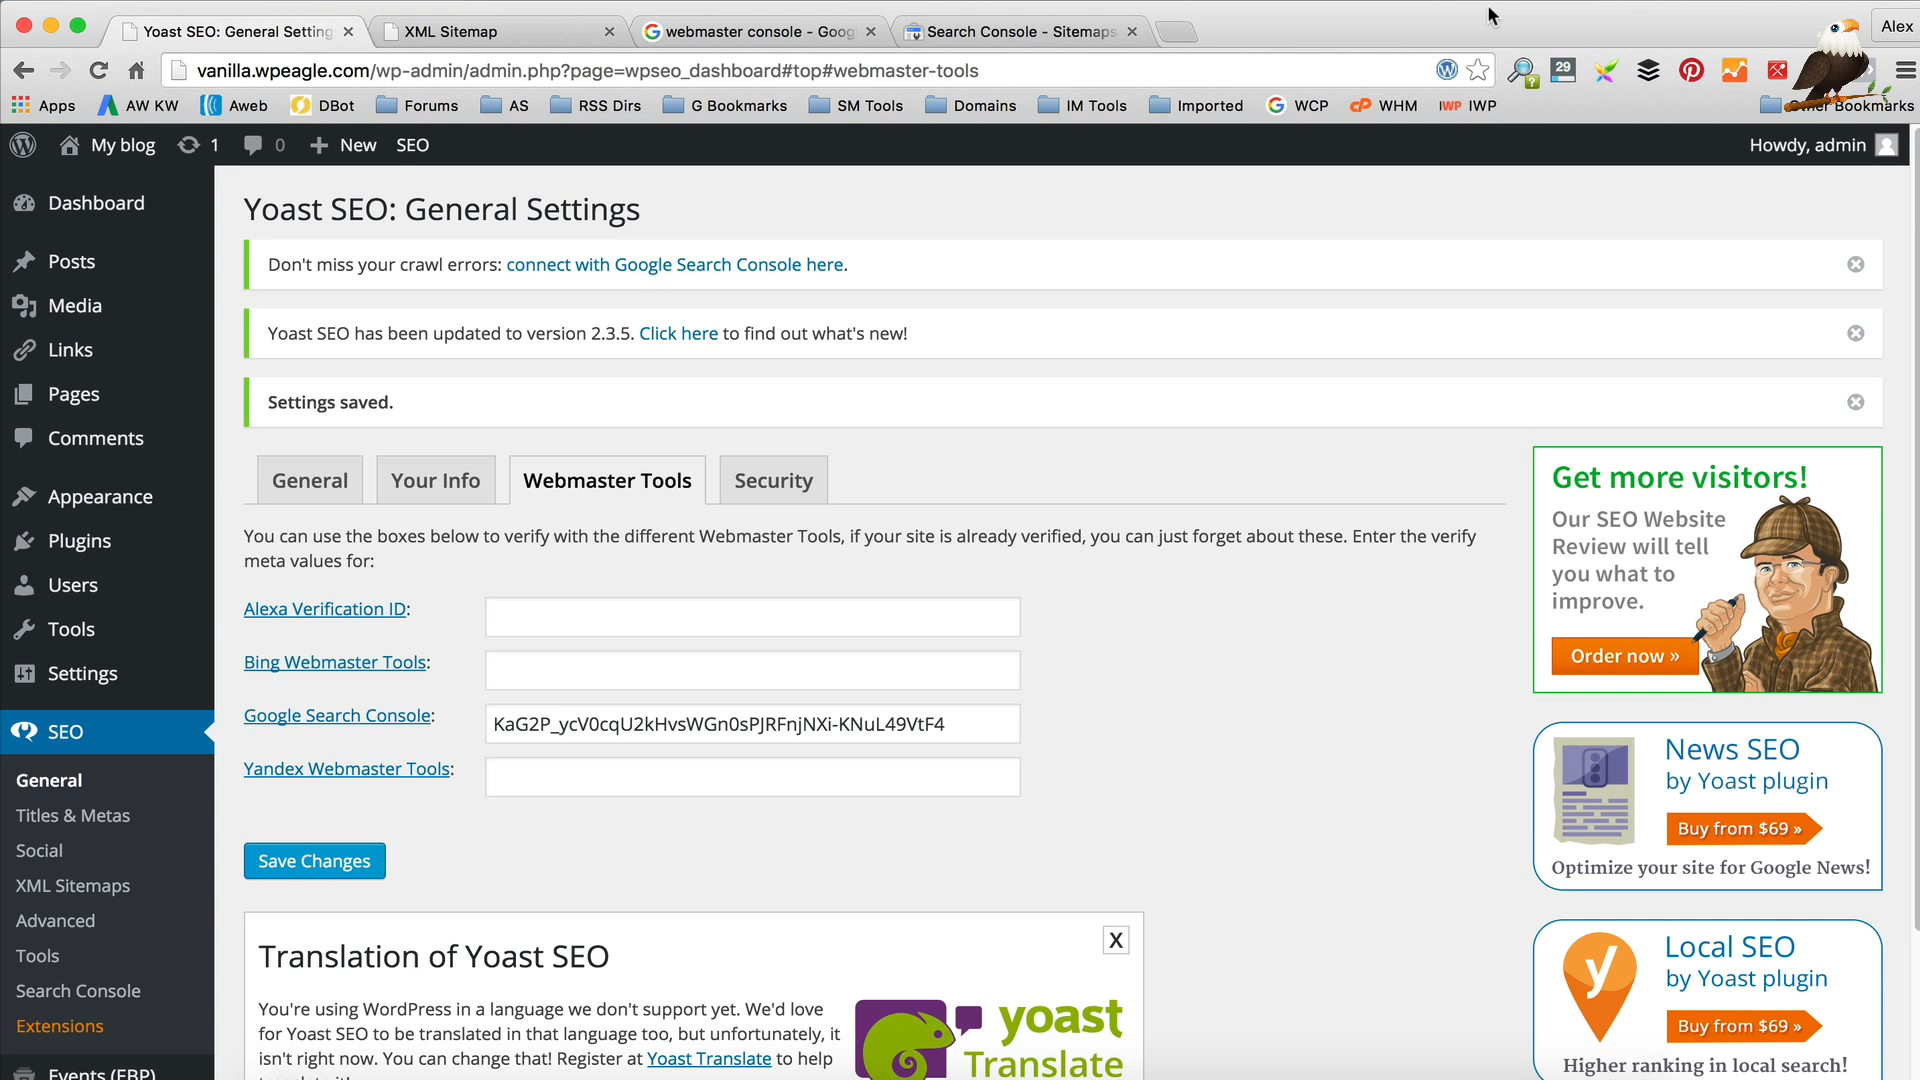 Yoast SEO: General Setting
XML Sitemap
webmaster console - Goog
Search Console - Sitemaps
Alex
vanilla.wpeagle.com/wp-admin/admin.php?page=wpseo_dashboard#top#webmaster-tools
29
?
Apps
AW KW
Aweb
DBot
Forums
AS
RSS Dirs
G Bookmarks
SM Tools
Domains
IM Tools
Imported
WCP
WHM
IWP IWP
Other Bookmarks
My blog
1
0
New
SEO
Howdy, admin
Dashboard
Posts
Media
Links
Pages
Comments
Appearance
Plugins
Users
Tools
Settings
SEO
General
Titles & Metas
Social
XML Sitemaps
Advanced
Tools
Search Console
Extensions
Events (FBP)
Yoast SEO: General Settings
Don't miss your crawl errors: connect with Google Search Console here.
Yoast SEO has been updated to version 2.3.5. Click here to find out what's new!
Settings saved.
General
Your Info
Webmaster Tools
Security
You can use the boxes below to verify with the different Webmaster Tools, if your site is already verified, you can just forget about these. Enter the verify
meta values for:
Alexa Verification ID:
Bing Webmaster Tools:
Google Search Console:
KaG2P_ycV0cqU2kHvsWGn0sPJRFnjNXi-KNuL49VtF4
Yandex Webmaster Tools:
Save Changes
Translation of Yoast SEO
X
You're using WordPress in a language we don't support yet. We'd love
for Yoast SEO to be translated in that language too, but unfortunately, it
isn't right now. You can change that! Register at Yoast Translate to help
yoast
Translate
Get more visitors!
Our SEO Website
Review will tell
you what to
improve.
Order now »
News SEO
by Yoast plugin
Buy from $69 »
Optimize your site for Google News!
y
Local SEO
by Yoast plugin
Buy from $69 »
Higher ranking in local search!